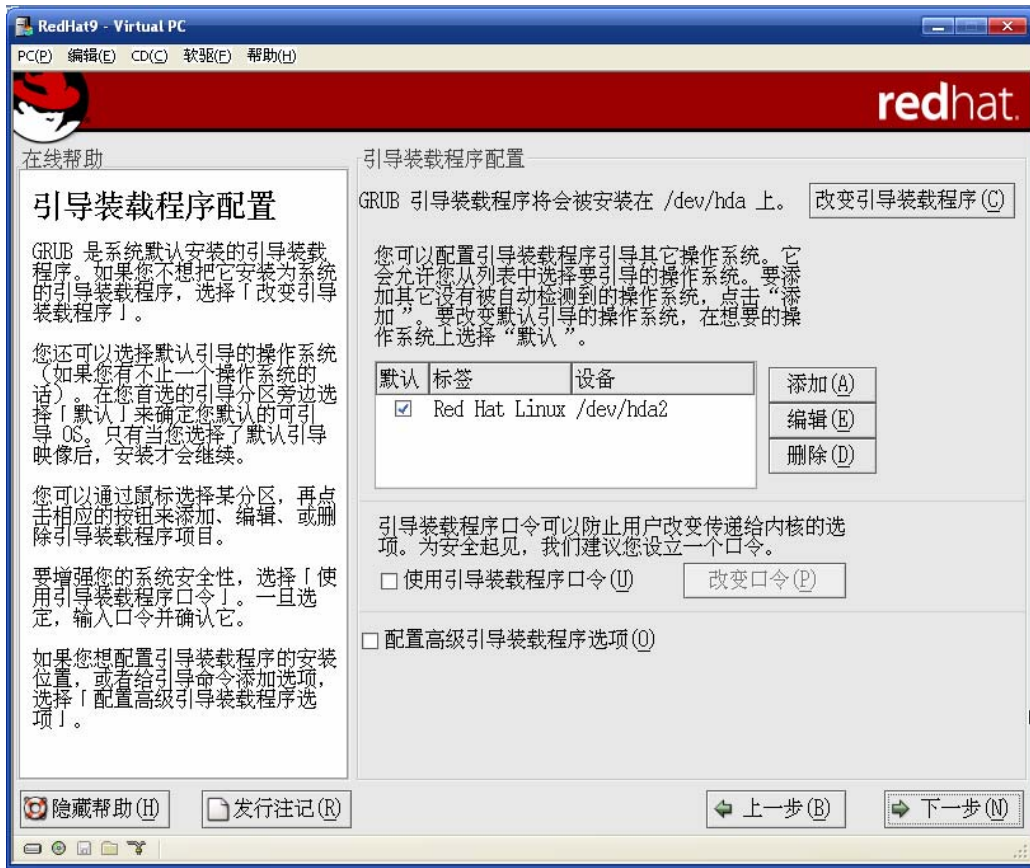 RedHat9 - Virtual PC
PC(P) 编辑(E) CD(C) 软驱(F) 帮助(H)
redhat.
在线帮助
引导装载程序配置
GRUB 是系统默认安装的引导装载
程序。如果您不想把它安装为系统
的引导装载程序，选择「改变引导
装载程序」。
您还可以选择默认引导的操作系统
（如果您有不止一个操作系统的
话）。在您首选的引导分区旁边选
择「默认」来确定您默认的可引
导 OS。只有当您选择了默认引导
映像后，安装才会继续。
您可以通过鼠标选择某分区，再点
击相应的按钮来添加、编辑、或删
除引导装载程序项目。
要增强您的系统安全性，选择「使
用引导装载程序口令」。一旦选
定，输入口令并确认它。
如果您想配置引导装载程序的安装
位置，或者给引导命令添加选项，
选择「配置高级引导装载程序选
项」。
引导装载程序配置
GRUB 引导装载程序将会被安装在 /dev/hda 上。
改变引导装载程序(C)
您可以配置引导装载程序引导其它操作系统。它
会允许您从列表中选择要引导的操作系统。要添
加其它没有被自动检测到的操作系统，点击“添
加”。要改变默认引导的操作系统，在想要的操
作系统上选择“默认”。
默认 标签 设备
Red Hat Linux /dev/hda2
添加(A)
编辑(E)
删除(D)
引导装载程序口令可以防止用户改变传递给内核的选
项。为安全起见，我们建议您设立一个口令。
使用引导装载程序口令(U) 改变口令(P)
配置高级引导装载程序选项(O)
隐藏帮助(H) 发行注记(R) 上一步(B) 下一步(N)